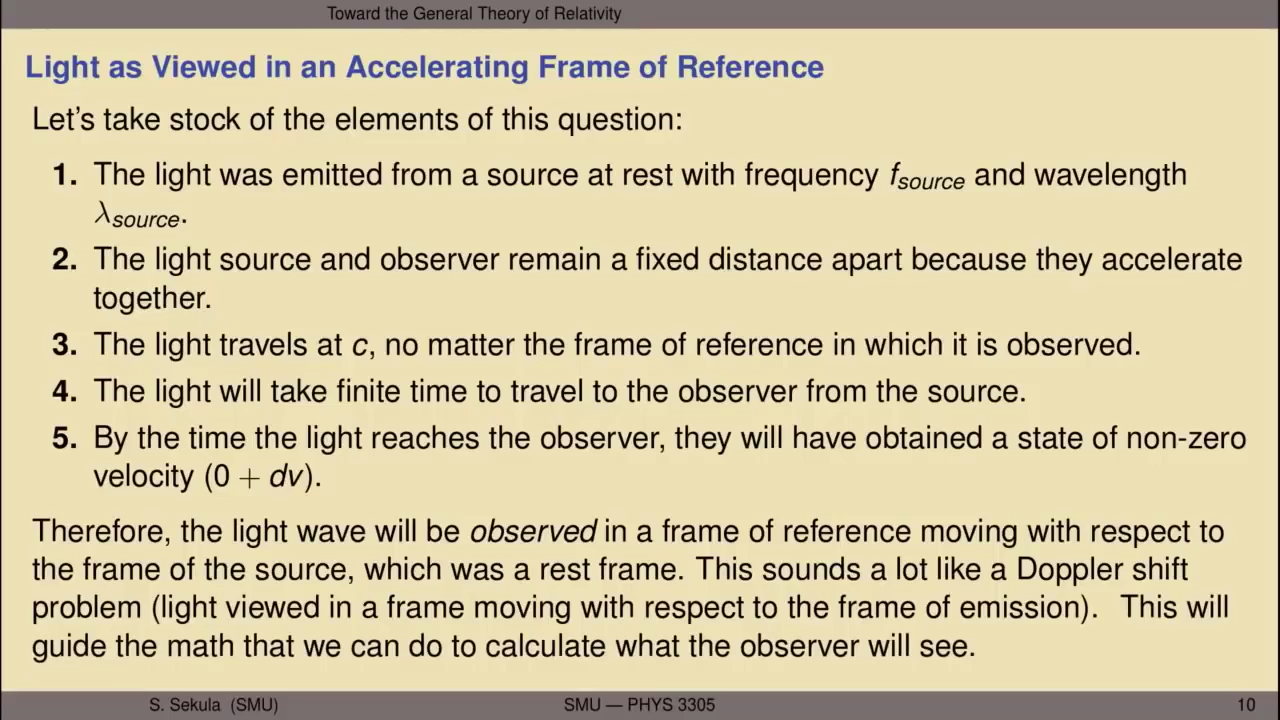 Toward the General Theory of Relativity
Light as Viewed in an Accelerating Frame of Reference
Let's take stock of the elements of this question:
1. The light was emitted from a source at rest with frequency f_source and wavelength
λ_source.
2. The light source and observer remain a fixed distance apart because they accelerate
together.
3. The light travels at c, no matter the frame of reference in which it is observed.
4. The light will take finite time to travel to the observer from the source.
5. By the time the light reaches the observer, they will have obtained a state of non-zero
velocity (0 + dv).
Therefore, the light wave will be observed in a frame of reference moving with respect to
the frame of the source, which was a rest frame. This sounds a lot like a Doppler shift
problem (light viewed in a frame moving with respect to the frame of emission). This will
guide the math that we can do to calculate what the observer will see.
S. Sekula (SMU) SMU — PHYS 3305 10